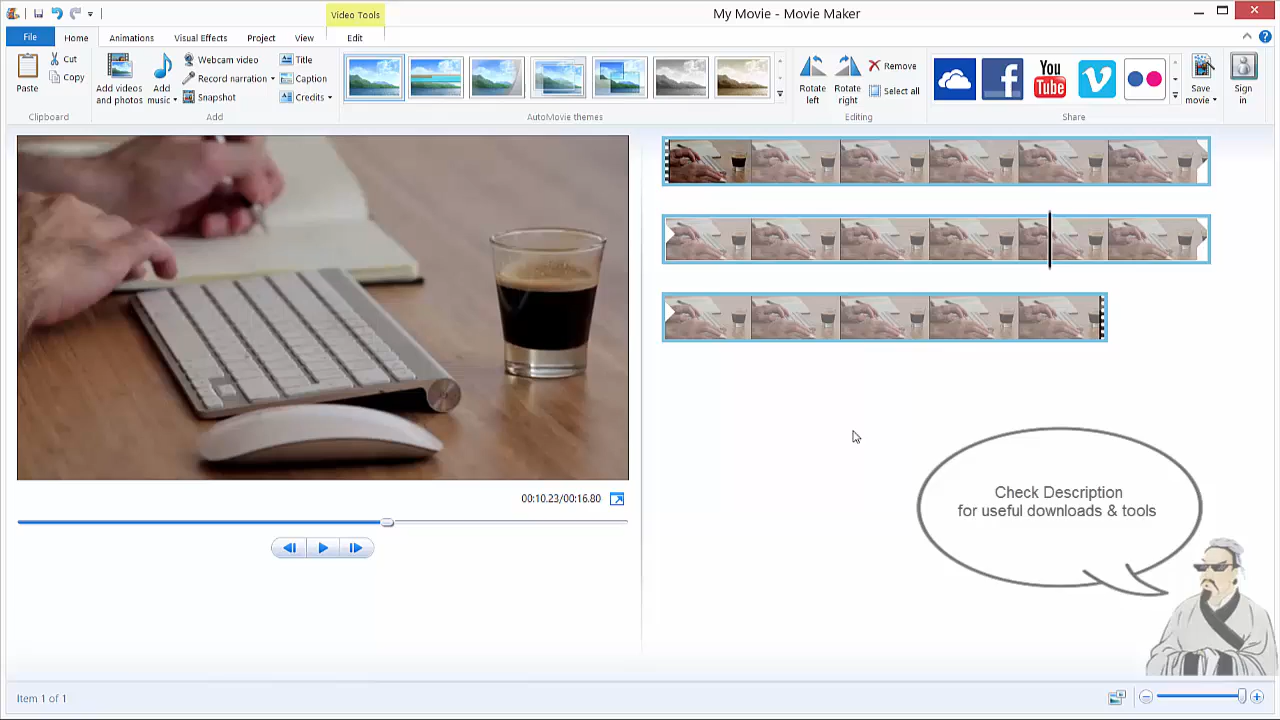 My Movie - Movie Maker
Video Tools
File
Home
Animations
Visual Effects
Project
View
Edit
Paste
Cut
Copy
Clipboard
Add videos
and photos
Add
music
Webcam video
Record narration
Snapshot
Title
Caption
Credits
Add
AutoMovie themes
Rotate
left
Rotate
right
Remove
Select all
Editing
You
Tube
Share
Save
movie
Sign
in
00:10.23/00:16.80
Check Description
for useful downloads & tools
Item 1 of 1